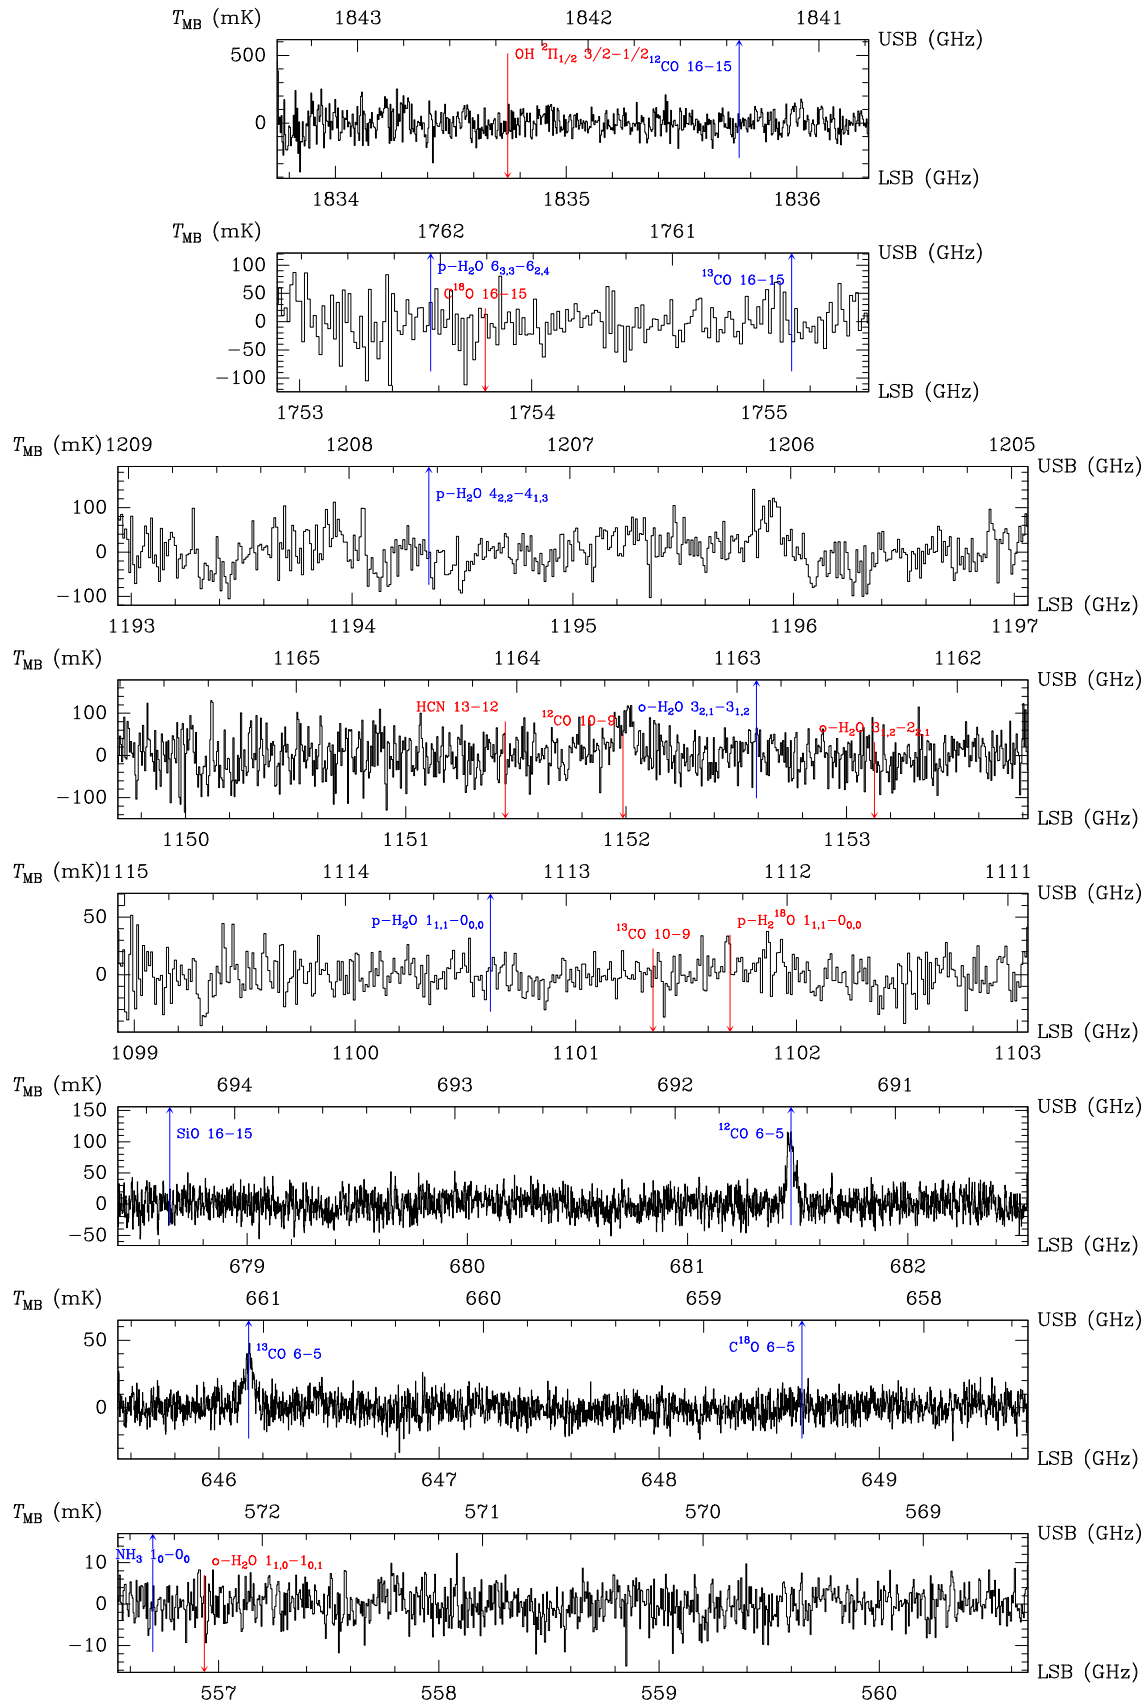 T_MB (mK) 1843 1842 1841 USB (GHz)
OH ²Π_1/2 3/2−1/2 ¹²CO 16−15
500
0
LSB (GHz)
1834 1835 1836
T_MB (mK) 1762 1761 USB (GHz)
p−H₂O 6_3,3−6_2,4 ¹³CO 16−15
C¹⁸O 16−15
100
50
0
−50
−100
LSB (GHz)
1753 1754 1755
T_MB (mK) 1209 1208 1207 1206 1205
USB (GHz)
p−H₂O 4_2,2−4_1,3
100
0
−100
LSB (GHz)
1193 1194 1195 1196 1197
T_MB (mK) 1165 1164 1163 1162
USB (GHz)
HCN 13−12 ¹²CO 10−9 o−H₂O 3_2,1−3_1,2 o−H₂O 3_1,2−2_2,1
100
0
−100
LSB (GHz)
1150 1151 1152 1153
T_MB (mK) 1115 1114 1113 1112 1111
USB (GHz)
p−H₂O 1_1,1−0_0,0 ¹³CO 10−9 p−H₂¹⁸O 1_1,1−0_0,0
50
0
LSB (GHz)
1099 1100 1101 1102 1103
T_MB (mK) 694 693 692 691
USB (GHz)
SiO 16−15 ¹²CO 6−5
150
100
50
0
−50
LSB (GHz)
679 680 681 682
T_MB (mK) 661 660 659 658
USB (GHz)
¹³CO 6−5 C¹⁸O 6−5
50
0
LSB (GHz)
646 647 648 649
T_MB (mK) 572 571 570 569
USB (GHz)
NH₃ 1₀−0₀ o−H₂O 1_1,0−1_0,1
10
0
−10
LSB (GHz)
557 558 559 560